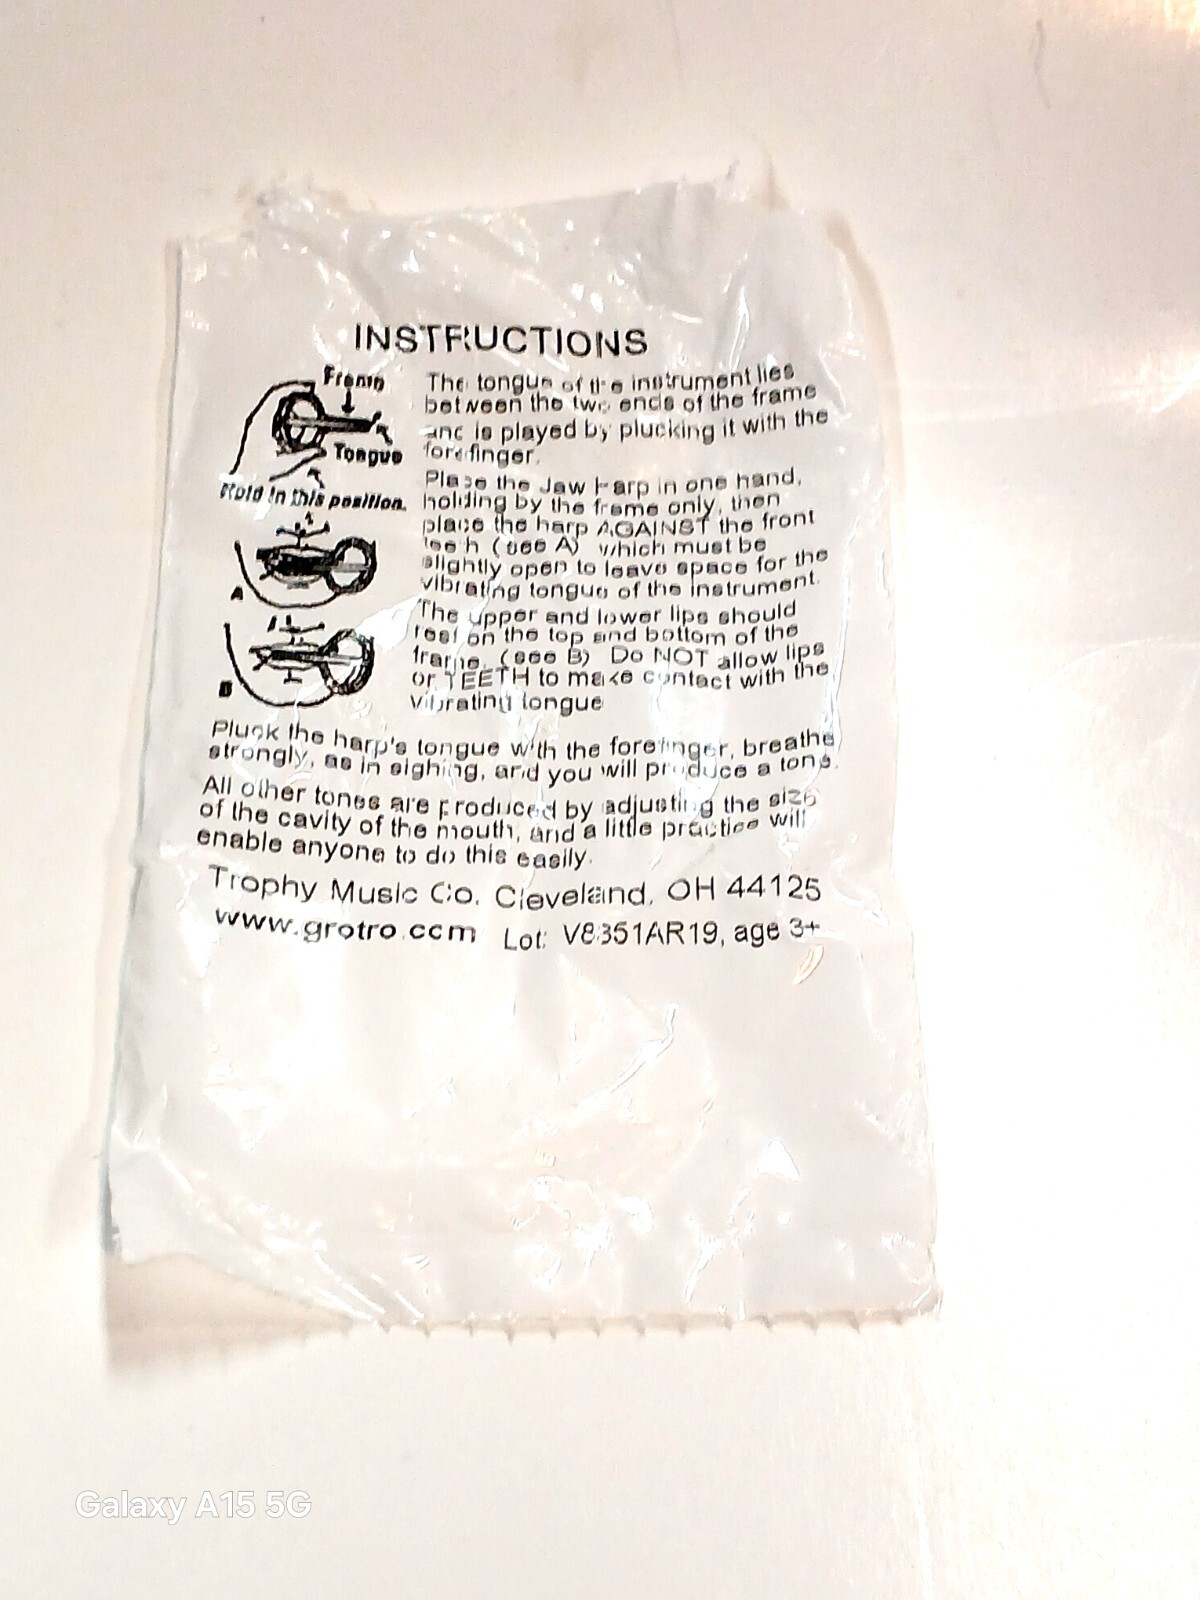 INSTRUCTIONS
Frame
Tongue
Hold in this position.
A
B
The tongue of the instrument lies
between the two ends of the frame
and is played by plucking it with the
forefinger.
Place the Jaw Harp in one hand,
holding by the frame only, then
place the harp AGAINST the front
teeth (see A) which must be
slightly open to leave space for the
vibrating tongue of the instrument.
The upper and lower lips should
rest on the top and bottom of the
frame. (see B) Do NOT allow lips
or TEETH to make contact with the
vibrating tongue
Pluck the harp's tongue with the forefinger, breathe
strongly, as in sighing, and you will produce a tone.
All other tones are produced by adjusting the size
of the cavity of the mouth, and a little practice will
enable anyone to do this easily.
Trophy Music Co. Cleveland, OH 44125
www.grotro.com Lot: V8351AR19, age 3+
Galaxy A15 5G